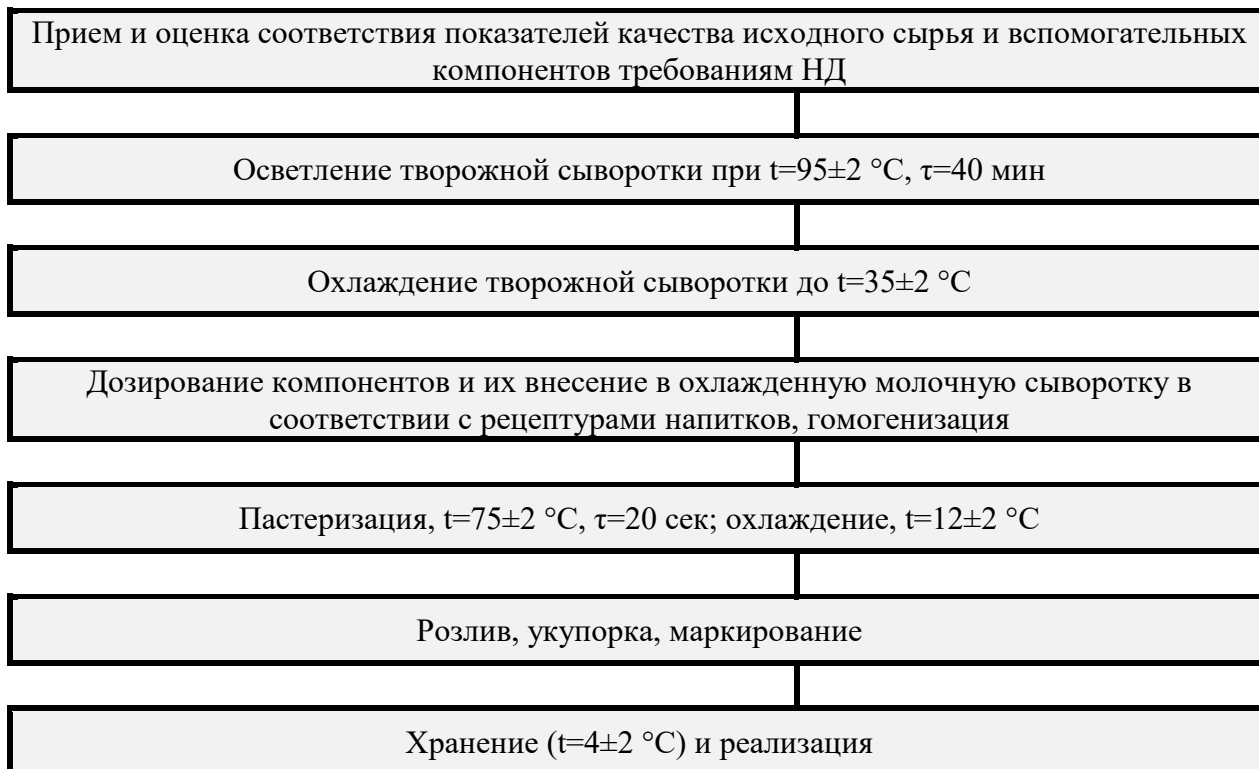 Прием и оценка соответствия показателей качества исходного сырья и вспомогательных
компонентов требованиям НД
Осветление творожной сыворотки при t=95±2 °С, τ=40 мин
Охлаждение творожной сыворотки до t=35±2 °С
Дозирование компонентов и их внесение в охлажденную молочную сыворотку в
соответствии с рецептурами напитков, гомогенизация
Пастеризация, t=75±2 °С, τ=20 сек; охлаждение, t=12±2 °С
Розлив, укупорка, маркирование
Хранение (t=4±2 °С) и реализация